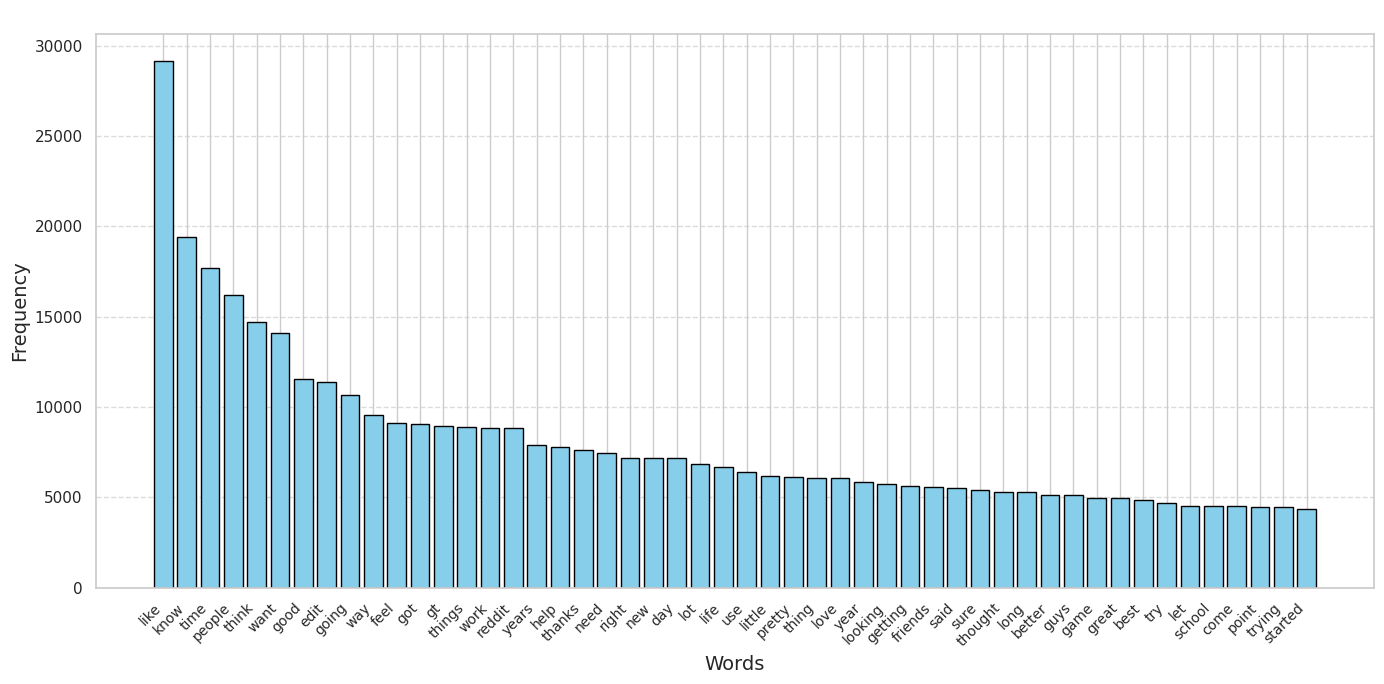 30000
25000
20000
15000
10000
5000
0
Frequency
like
know
time
people
think
want
good
edit
going
way
feel
got
gt
things
work
reddit
years
help
thanks
need
right
new
day
lot
life
use
little
pretty
thing
love
year
looking
getting
friends
said
sure
thought
long
better
guys
game
great
best
try
let
school
come
point
trying
started
Words